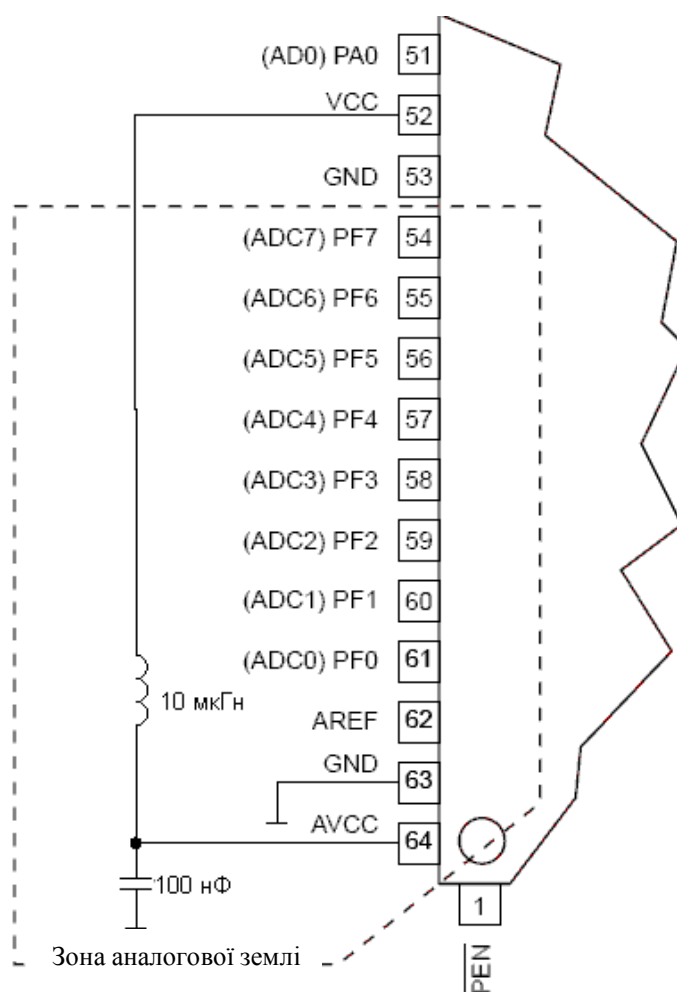 (AD0) PA0 51
VCC 52
GND 53
(ADC7) PF7 54
(ADC6) PF6 55
(ADC5) PF5 56
(ADC4) PF4 57
(ADC3) PF3 58
(ADC2) PF2 59
(ADC1) PF1 60
(ADC0) PF0 61
10 мкГн
AREF 62
GND 63
AVCC 64
100 нФ
1
Зона аналогової землі
PEN